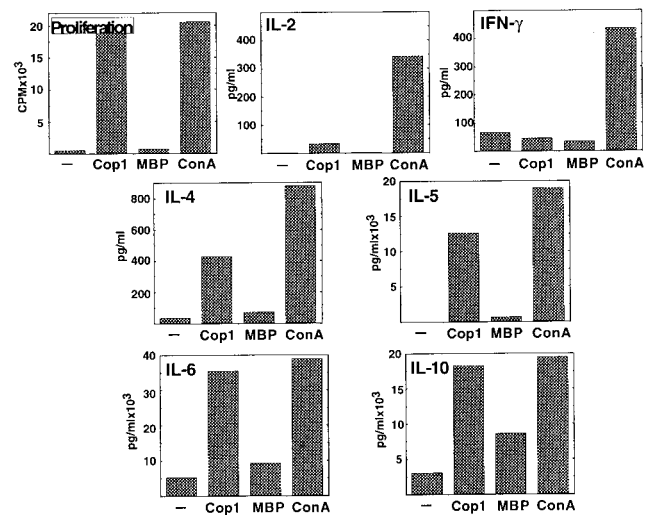 Proliferation
CPMx10³
20
15
10
5
— Cop1 MBP ConA
IL-2
pg/ml
400
300
200
100
— Cop1 MBP ConA
IFN-γ
pg/ml
400
300
200
100
— Cop1 MBP ConA
IL-4
pg/ml
800
600
400
200
— Cop1 MBP ConA
IL-5
pg/mlx10³
20
15
10
5
— Cop1 MBP ConA
IL-6
pg/mlx10³
40
30
20
10
— Cop1 MBP ConA
IL-10
pg/mlx10³
20
15
10
5
— Cop1 MBP ConA